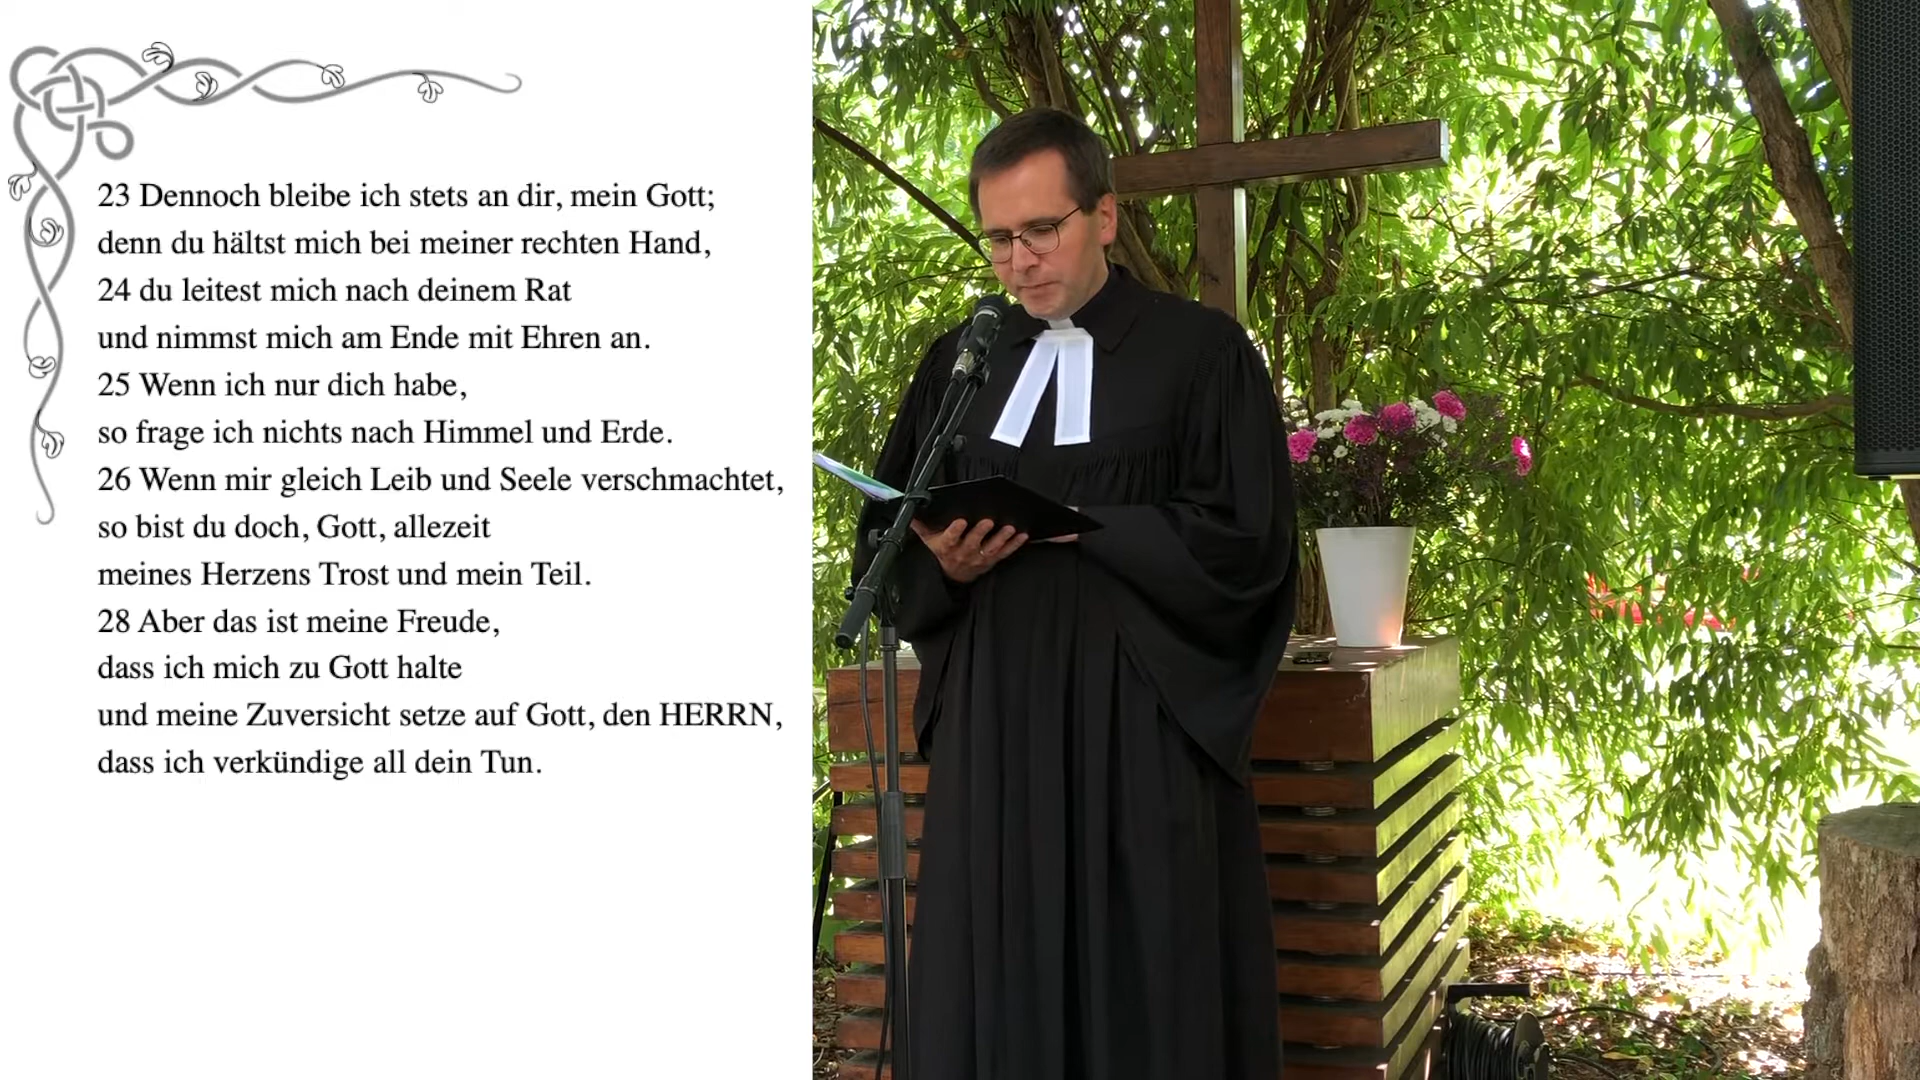 23 Dennoch bleibe ich stets an dir, mein Gott;
denn du hältst mich bei meiner rechten Hand,
24 du leitest mich nach deinem Rat
und nimmst mich am Ende mit Ehren an.
25 Wenn ich nur dich habe,
so frage ich nichts nach Himmel und Erde.
26 Wenn mir gleich Leib und Seele verschmachtet,
so bist du doch, Gott, allezeit
meines Herzens Trost und mein Teil.
28 Aber das ist meine Freude,
dass ich mich zu Gott halte
und meine Zuversicht setze auf Gott, den HERRN,
dass ich verkündige all dein Tun.